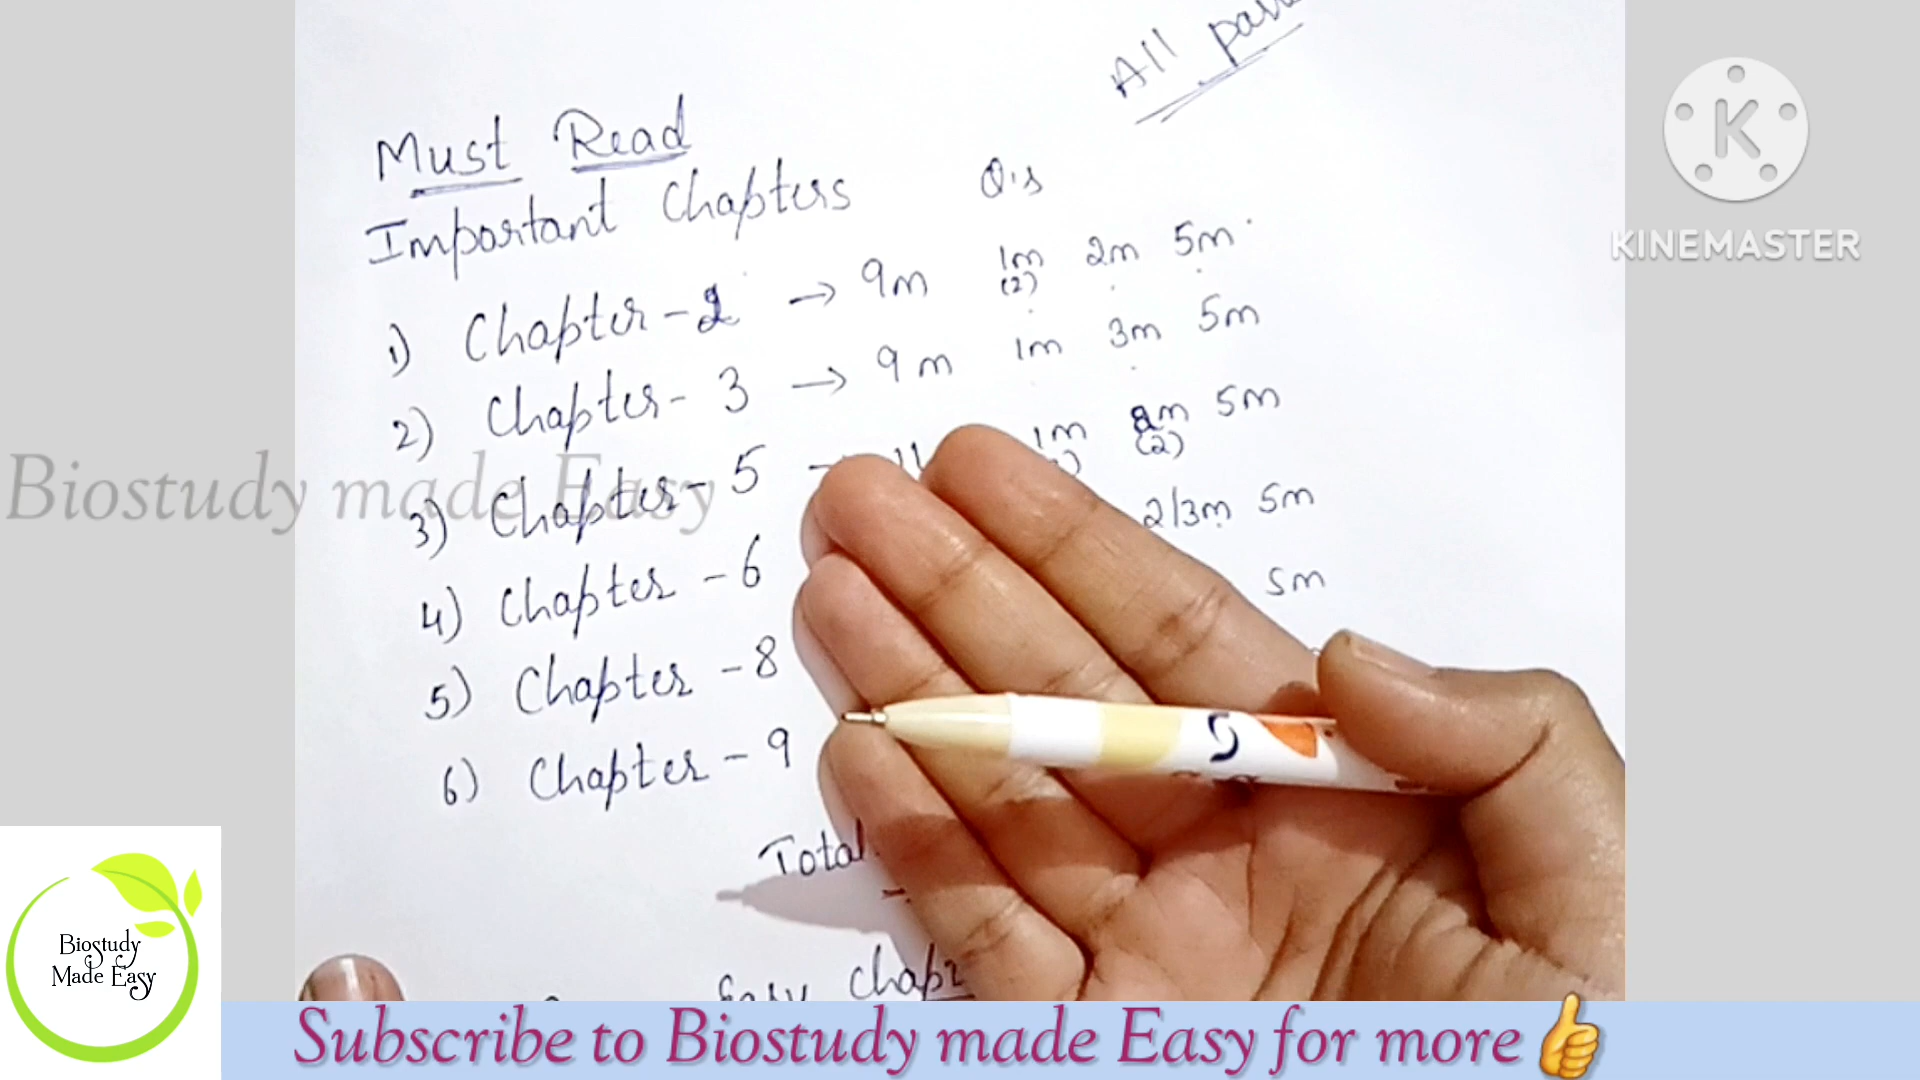 All
Must Read
Important Chapters Q's
1) Chapter - 2 → 9m 1m (2) 2m 5m
2) Chapter - 3 → 9m 1m 3m 5m
3) Chapter - 5 → 11 1m 2m (2) 5m
4) Chapter - 6 2/3m 5m
5) Chapter - 8 5m
6) Chapter - 9
Total
Easy
KINEMASTER
Biostudy made Easy
Biostudy
Made Easy
Subscribe to Biostudy made Easy for more